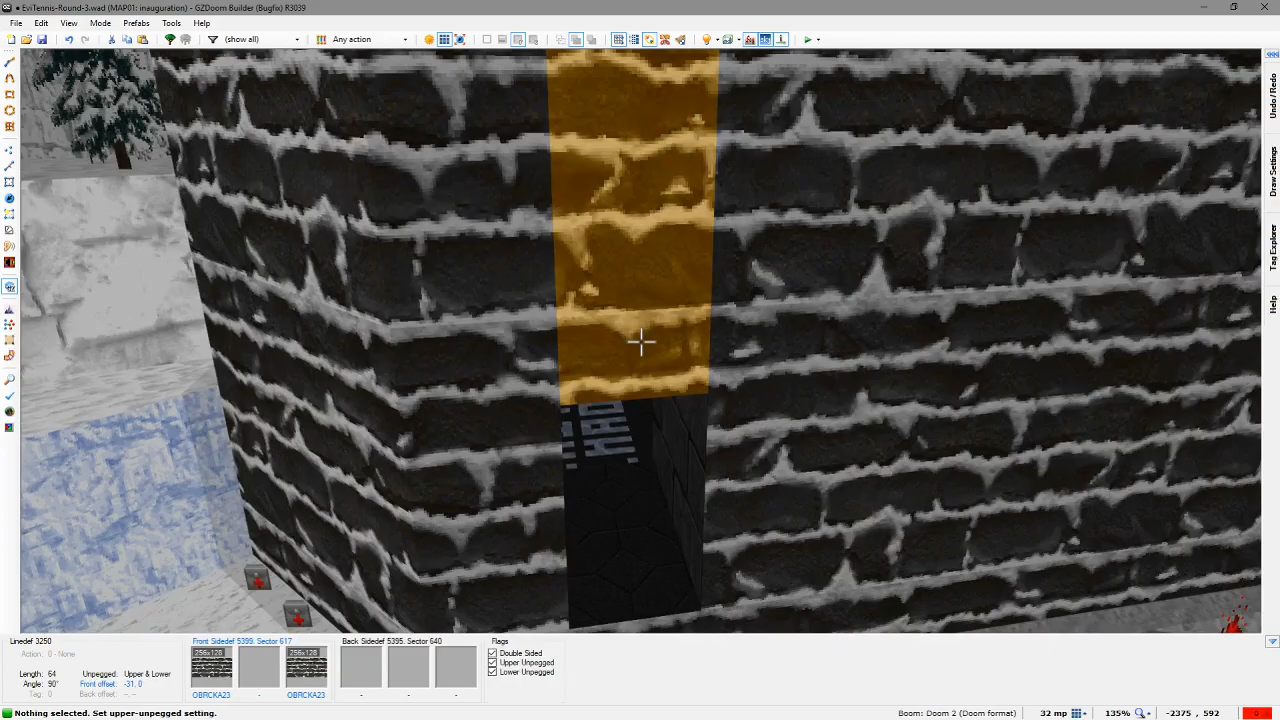 • EviTennis-Round-3.wad (MAP01: inauguration) - GZDoom Builder (Bugfix) R3039
File Edit View Mode Prefabs Tools Help
(show all) Any action
Undo / Redo
Draw Settings
Tag Explorer
Help
Linedef 3250
Action: 0 - None
Length: 64 Unpegged: Upper & Lower
Angle: 90° Front offset: -31, 0
Tag: 0 Back offset: --, --
Front Sidedef 5399. Sector 617
256x128 256x128
OBRCKA23 - OBRCKA23
Back Sidedef 5395. Sector 640
- - -
Flags
Double Sided
Upper Unpegged
Lower Unpegged
Nothing selected. Set upper-unpegged setting.
Boom: Doom 2 (Doom format) 32 mp 135% -2375 , 592 0